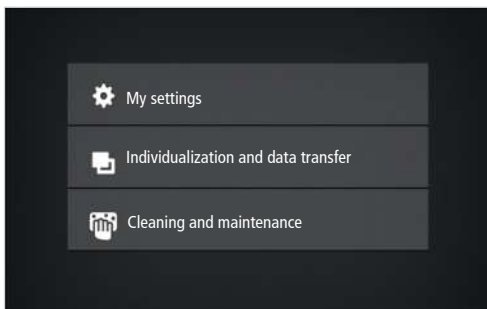 My settings
Individualization and data transfer
Cleaning and maintenance